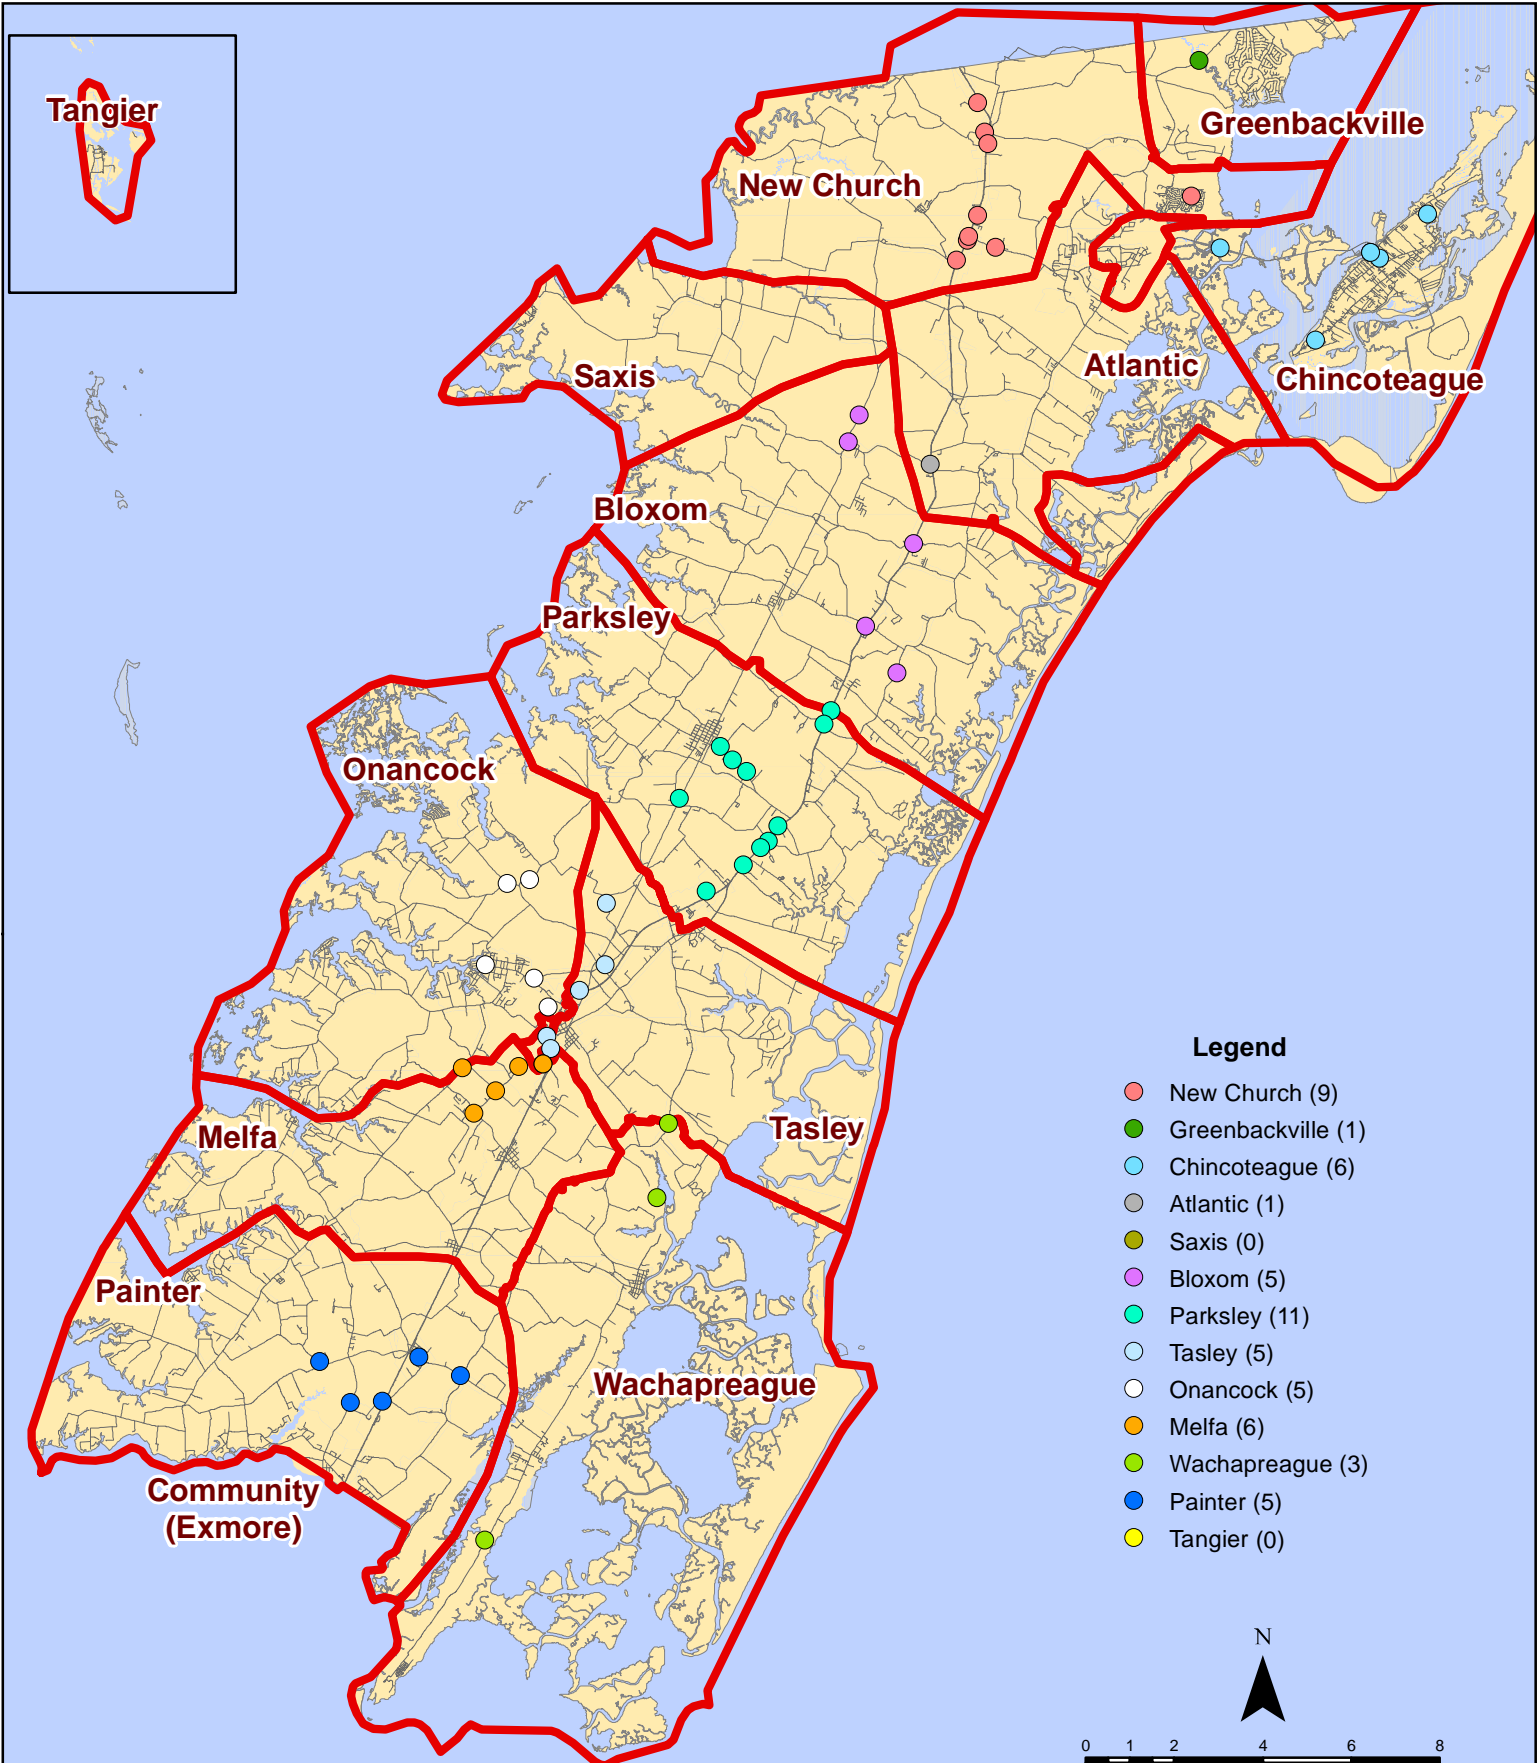 Tangier
Greenbackville
New Church
Saxis
Atlantic
Chincoteague
Bloxom
Parksley
Onancock
Melfa
Tasley
Painter
Wachapreague
Community
(Exmore)
Legend
New Church (9)
Greenbackville (1)
Chincoteague (6)
Atlantic (1)
Saxis (0)
Bloxom (5)
Parksley (11)
Tasley (5)
Onancock (5)
Melfa (6)
Wachapreague (3)
Painter (5)
Tangier (0)
N
0 1 2 4 6 8